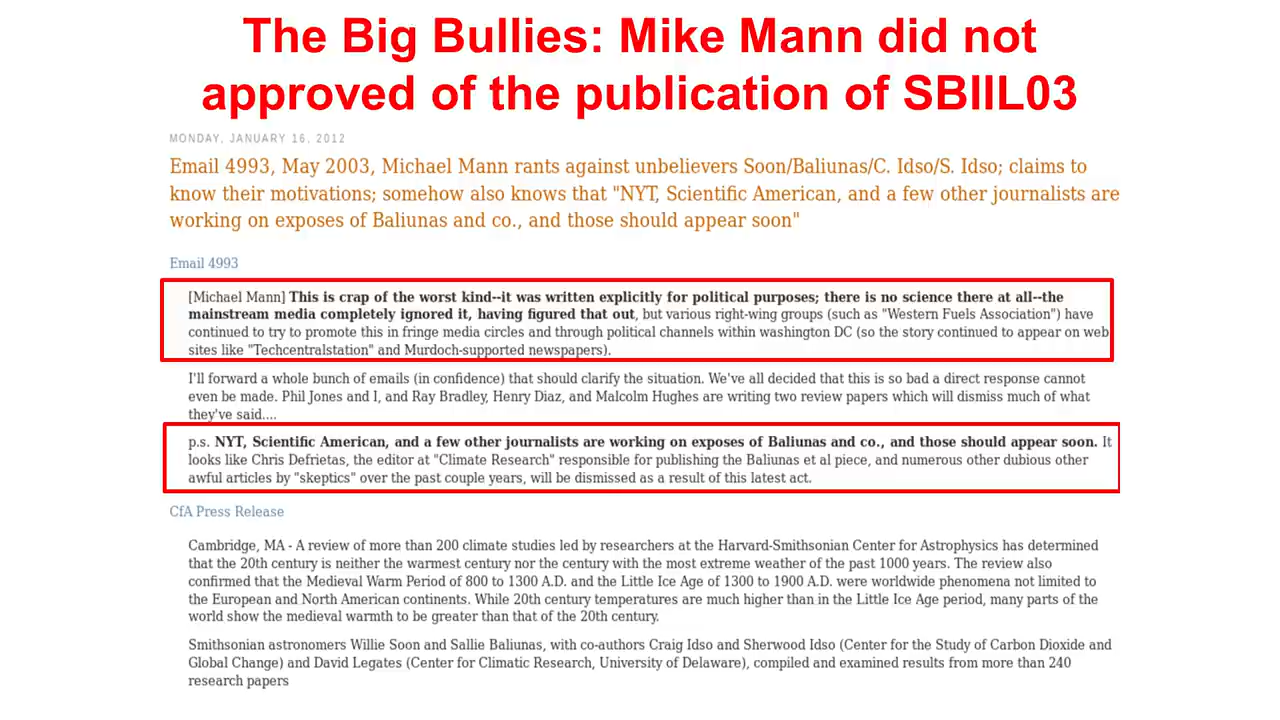 The Big Bullies: Mike Mann did not
approved of the publication of SBIIL03
MONDAY, JANUARY 16, 2012
Email 4993, May 2003, Michael Mann rants against unbelievers Soon/Baliunas/C. Idso/S. Idso; claims to
know their motivations; somehow also knows that "NYT, Scientific American, and a few other journalists are
working on exposes of Baliunas and co., and those should appear soon"
Email 4993
[Michael Mann] This is crap of the worst kind--it was written explicitly for political purposes; there is no science there at all--the
mainstream media completely ignored it, having figured that out, but various right-wing groups (such as "Western Fuels Association") have
continued to try to promote this in fringe media circles and through political channels within washington DC (so the story continued to appear on web
sites like "Techcentralstation" and Murdoch-supported newspapers).
I'll forward a whole bunch of emails (in confidence) that should clarify the situation. We've all decided that this is so bad a direct response cannot
even be made. Phil Jones and I, and Ray Bradley, Henry Diaz, and Malcolm Hughes are writing two review papers which will dismiss much of what
they've said....
p.s. NYT, Scientific American, and a few other journalists are working on exposes of Baliunas and co., and those should appear soon. It
looks like Chris Defrietas, the editor at "Climate Research" responsible for publishing the Baliunas et al piece, and numerous other dubious other
awful articles by "skeptics" over the past couple years, will be dismissed as a result of this latest act.
CfA Press Release
Cambridge, MA - A review of more than 200 climate studies led by researchers at the Harvard-Smithsonian Center for Astrophysics has determined
that the 20th century is neither the warmest century nor the century with the most extreme weather of the past 1000 years. The review also
confirmed that the Medieval Warm Period of 800 to 1300 A.D. and the Little Ice Age of 1300 to 1900 A.D. were worldwide phenomena not limited to
the European and North American continents. While 20th century temperatures are much higher than in the Little Ice Age period, many parts of the
world show the medieval warmth to be greater than that of the 20th century.
Smithsonian astronomers Willie Soon and Sallie Baliunas, with co-authors Craig Idso and Sherwood Idso (Center for the Study of Carbon Dioxide and
Global Change) and David Legates (Center for Climatic Research, University of Delaware), compiled and examined results from more than 240
research papers